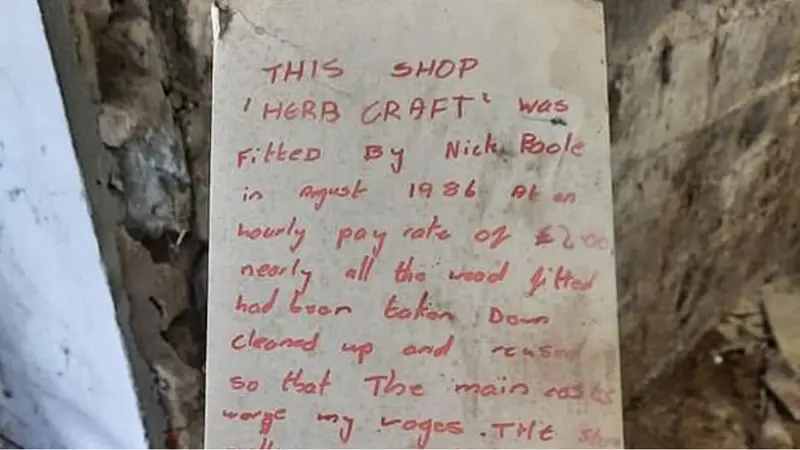 THIS SHOP
'HERB CRAFT' was
FittED By Nick Poole
in August 1986 At an
hourly pay rate of £2.00
nearly all the wood fitted
had been taken Down
cleaned up and reused
so that The main costs
warge my wages. THE